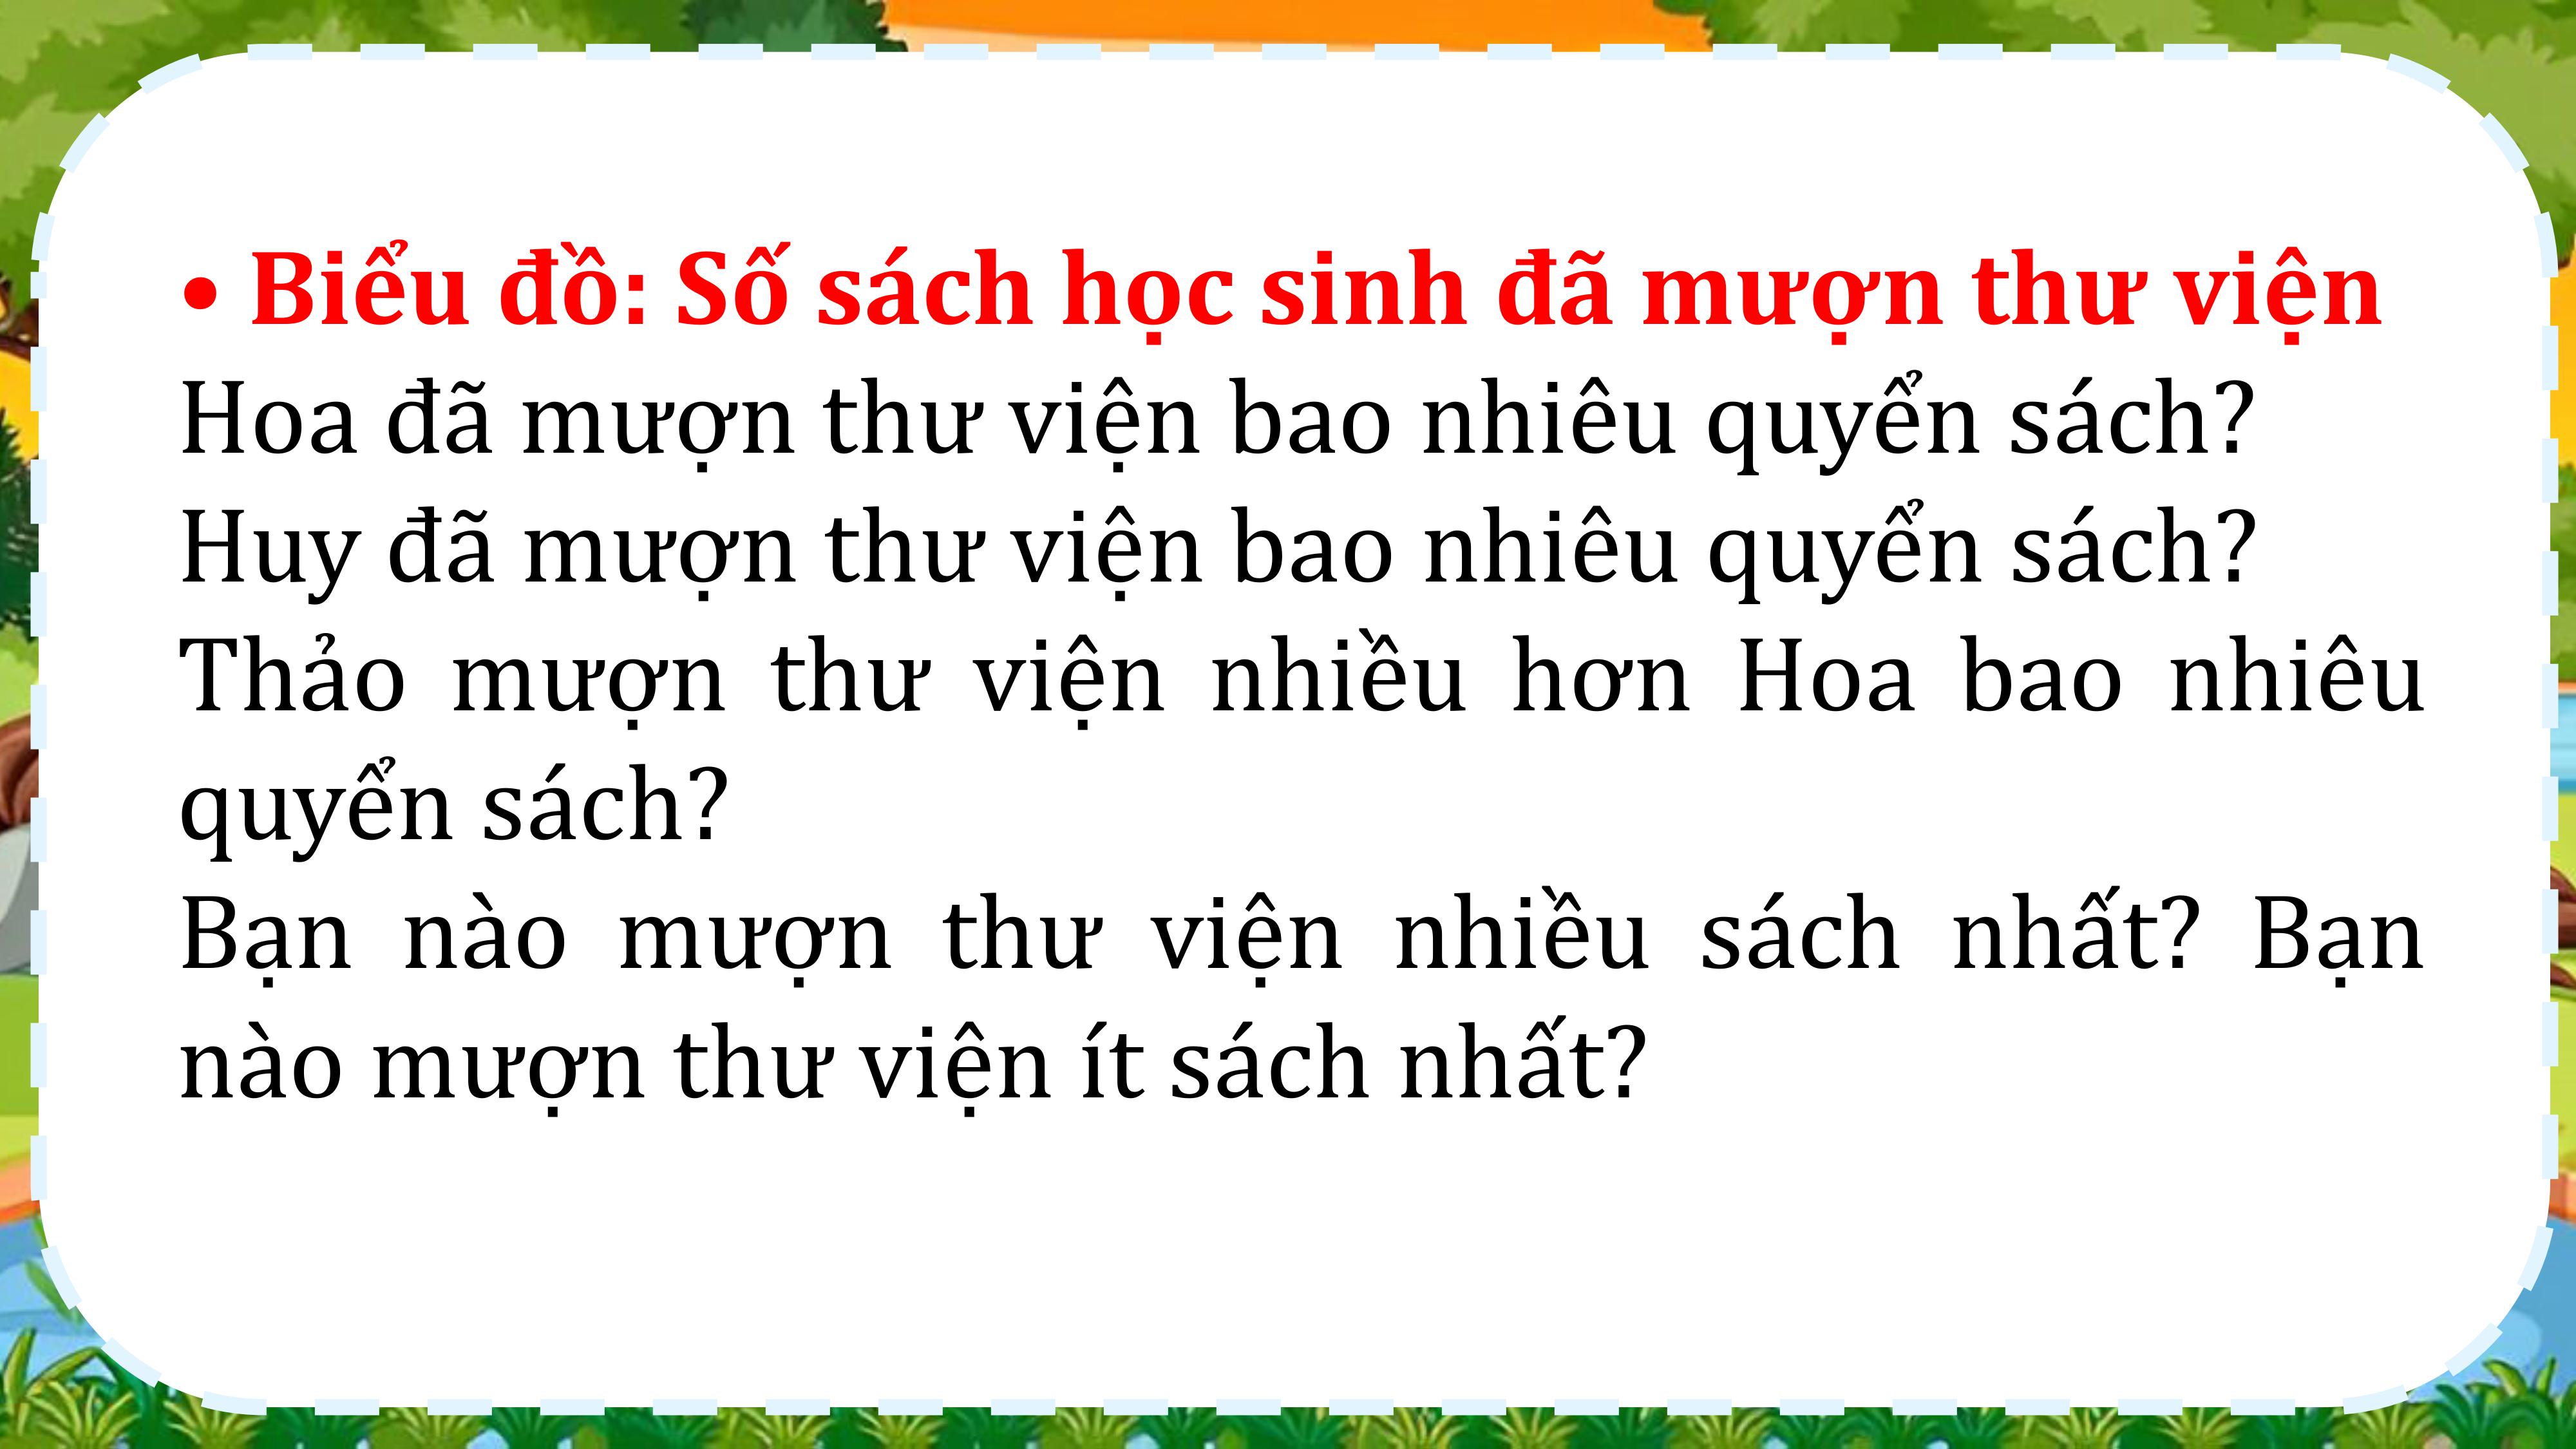 • Biểu đồ: Số sách học sinh đã mượn thư viện
Hoa đã mượn thư viện bao nhiêu quyển sách?
Huy đã mượn thư viện bao nhiêu quyển sách?
Thảo mượn thư viện nhiều hơn Hoa bao nhiêu
quyển sách?
Bạn nào mượn thư viện nhiều sách nhất? Bạn
nào mượn thư viện ít sách nhất?